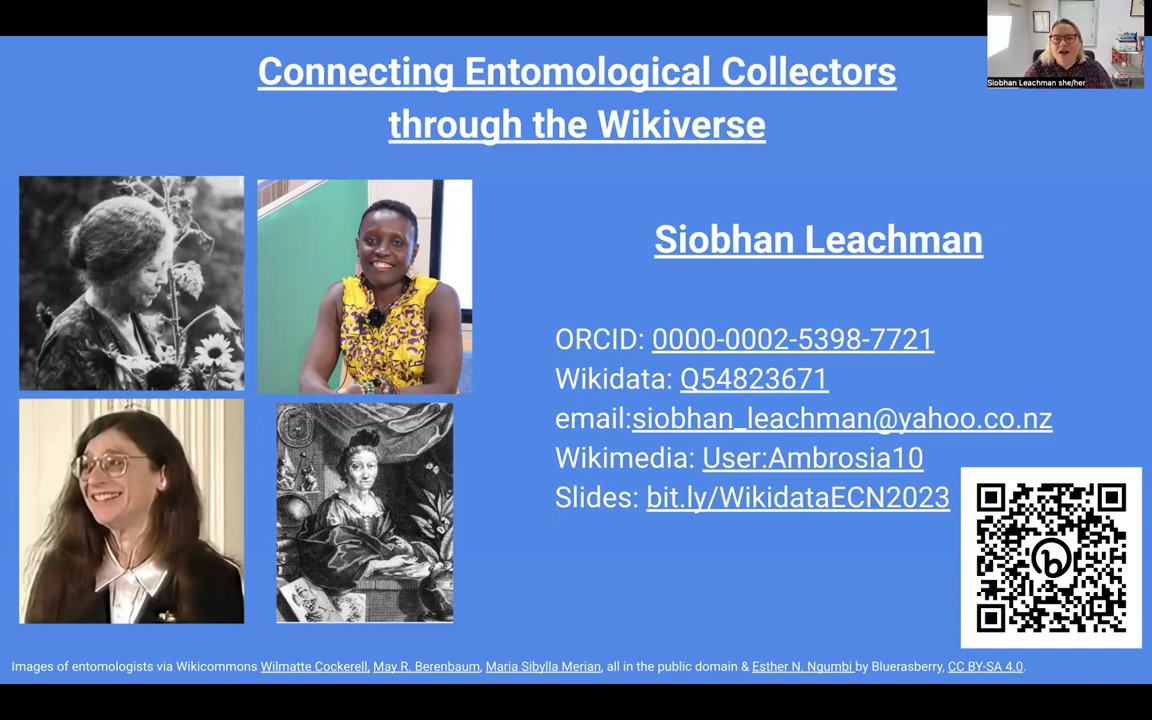 Siobhan Leachman she/her
Connecting Entomological Collectors
through the Wikiverse
Siobhan Leachman
ORCID: 0000-0002-5398-7721
Wikidata: Q54823671
email:siobhan_leachman@yahoo.co.nz
Wikimedia: User:Ambrosia10
Slides: bit.ly/WikidataECN2023
Images of entomologists via Wikicommons Wilmatte Cockerell, May R. Berenbaum, Maria Sibylla Merian, all in the public domain & Esther N. Ngumbi by Bluerasberry, CC BY-SA 4.0.